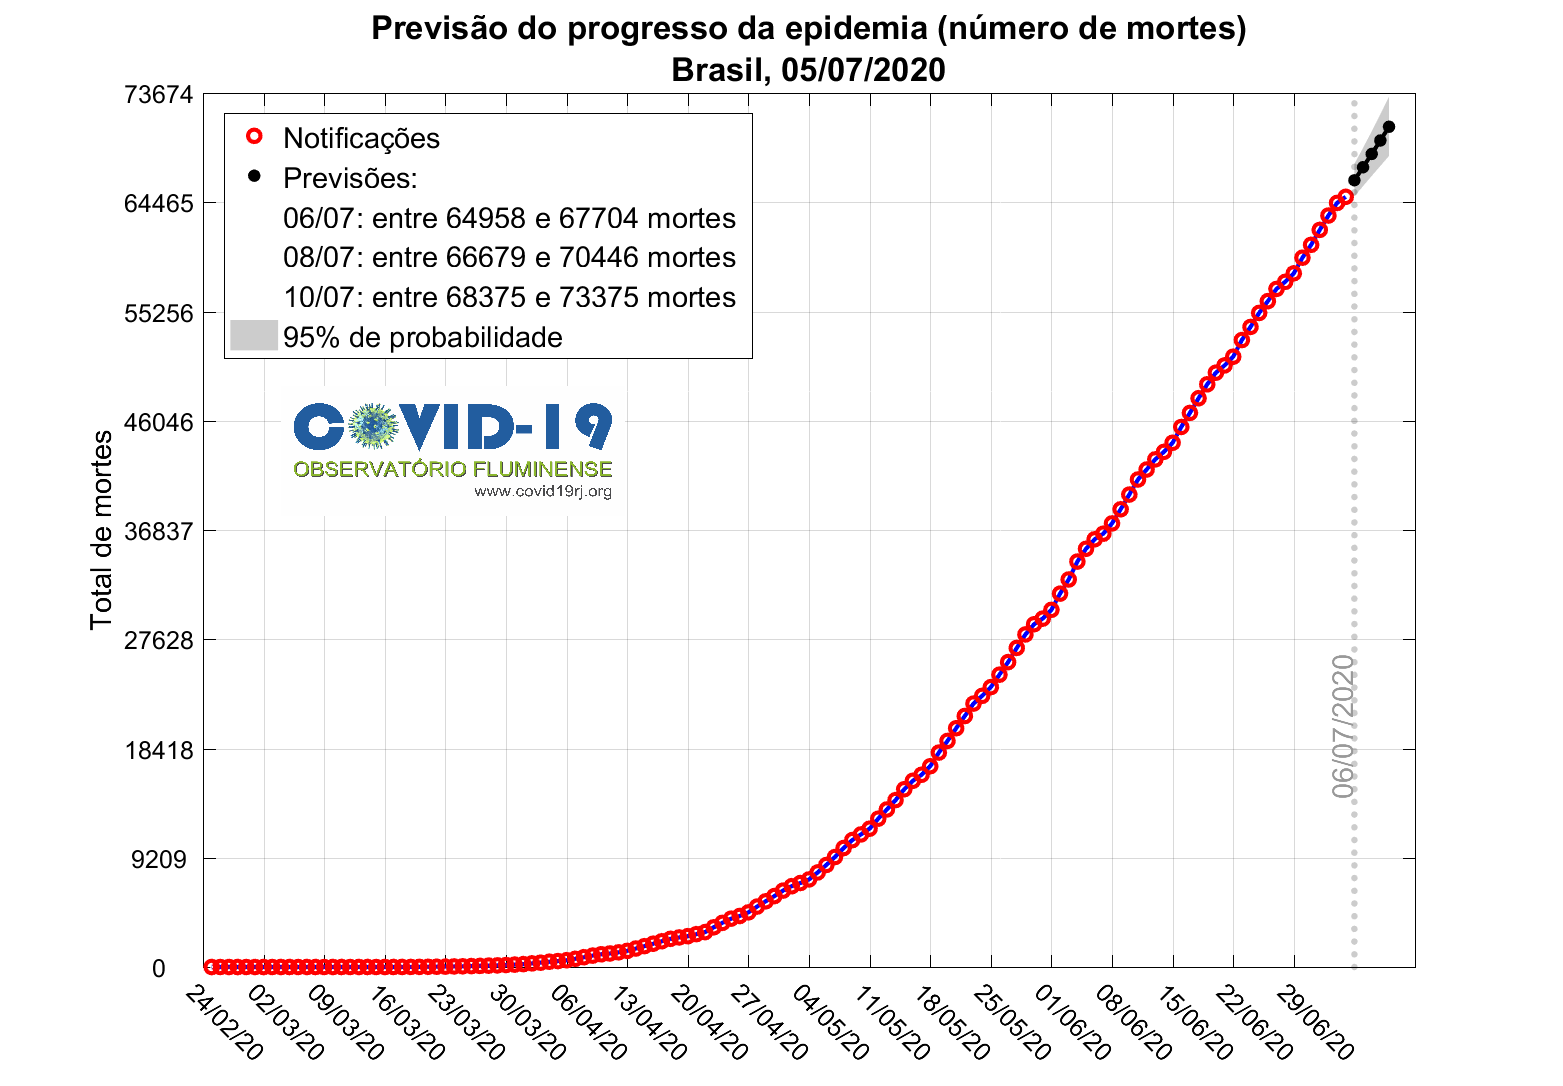 Previsão do progresso da epidemia (número de mortes)
Brasil, 05/07/2020
73674
64465
55256
46046
36837
27628
18418
9209
0
Total de mortes
Notificações
Previsões:
06/07: entre 64958 e 67704 mortes
08/07: entre 66679 e 70446 mortes
10/07: entre 68375 e 73375 mortes
95% de probabilidade
COVID-19
OBSERVATÓRIO FLUMINENSE
www.covid19rj.org
06/07/2020
24/02/20
02/03/20
09/03/20
16/03/20
23/03/20
30/03/20
06/04/20
13/04/20
20/04/20
27/04/20
04/05/20
11/05/20
18/05/20
25/05/20
01/06/20
08/06/20
15/06/20
22/06/20
29/06/20